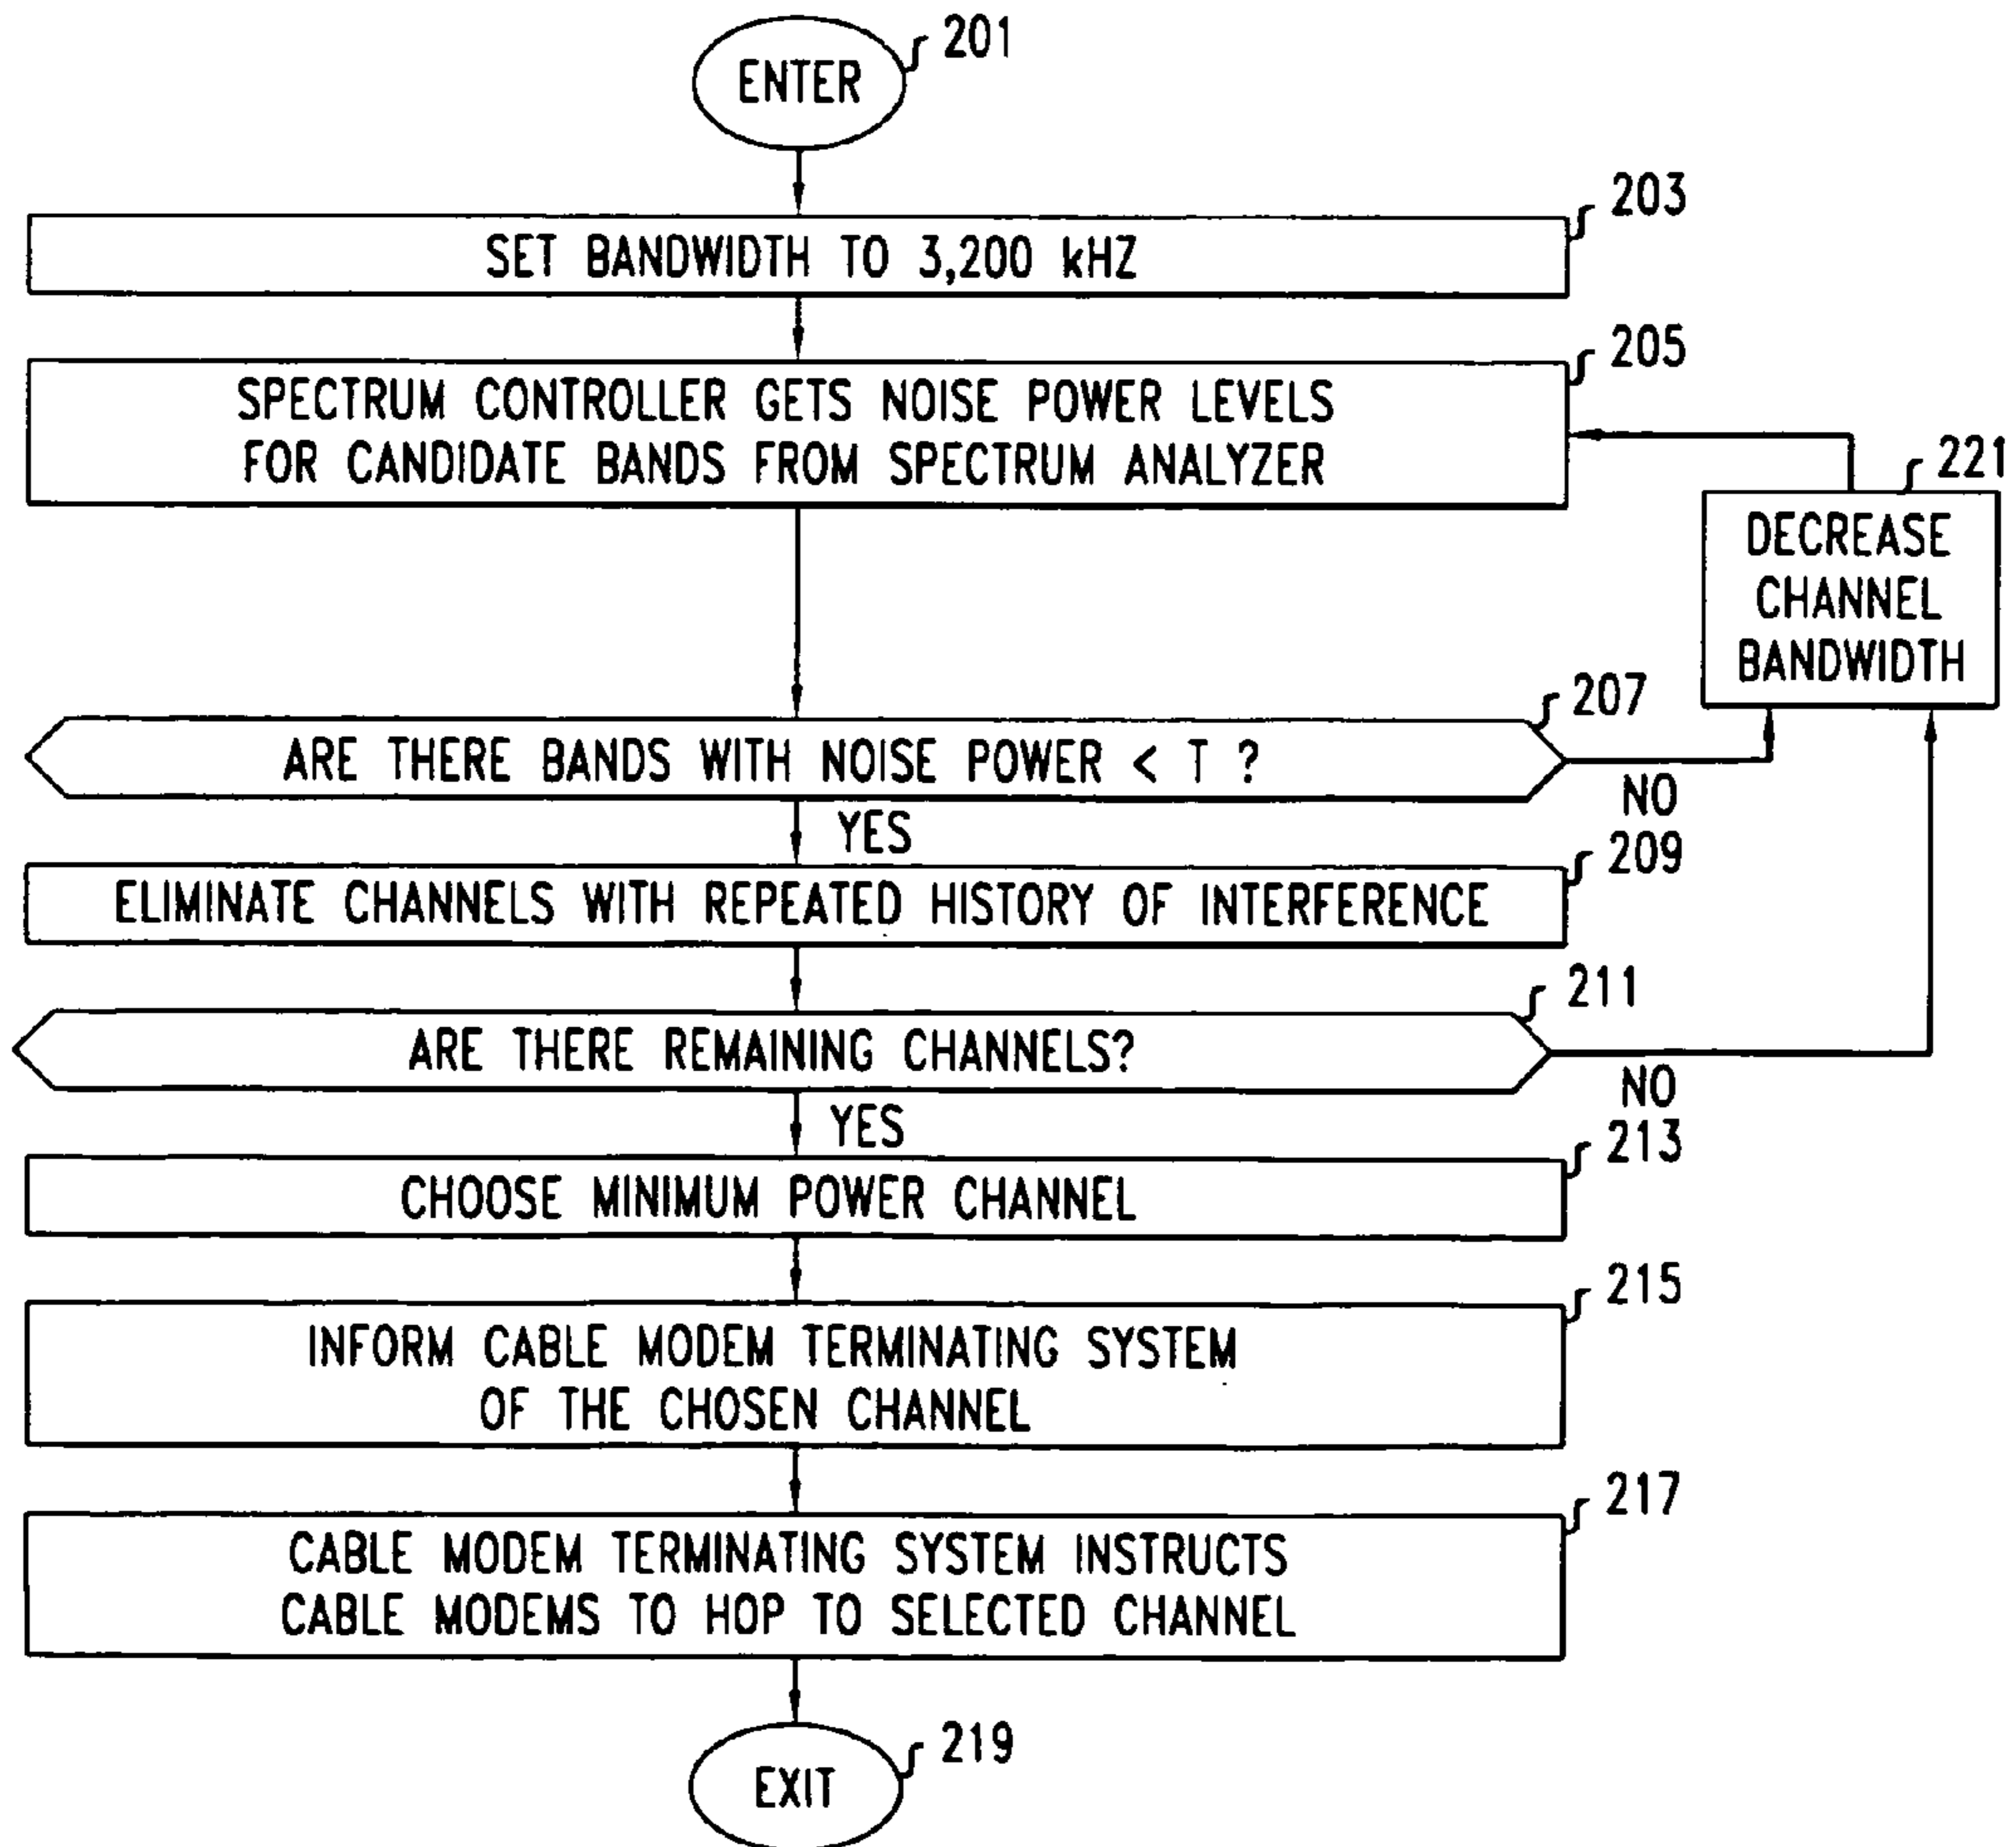 ENTER
201
203
SET BANDWIDTH TO 3,200 kHZ
205
SPECTRUM CONTROLLER GETS NOISE POWER LEVELS
FOR CANDIDATE BANDS FROM SPECTRUM ANALYZER
221
DECREASE
CHANNEL
BANDWIDTH
207
ARE THERE BANDS WITH NOISE POWER < T ?
NO
YES
209
ELIMINATE CHANNELS WITH REPEATED HISTORY OF INTERFERENCE
211
ARE THERE REMAINING CHANNELS?
NO
YES
213
CHOOSE MINIMUM POWER CHANNEL
215
INFORM CABLE MODEM TERMINATING SYSTEM
OF THE CHOSEN CHANNEL
217
CABLE MODEM TERMINATING SYSTEM INSTRUCTS
CABLE MODEMS TO HOP TO SELECTED CHANNEL
219
EXIT